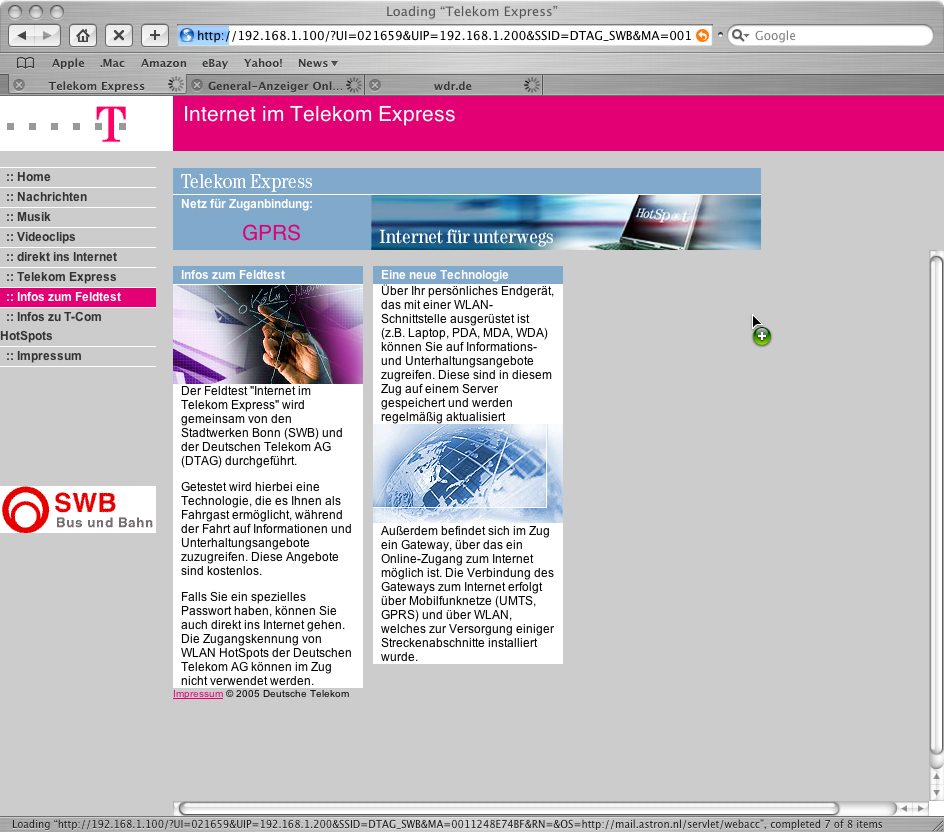 Loading “Telekom Express”
http://192.168.1.100/?UI=021659&UIP=192.168.1.200&SSID=DTAG_SWB&MA=001
Google
Apple .Mac Amazon eBay Yahoo! News
Telekom Express
General-Anzeiger Onl...
wdr.de
T
Internet im Telekom Express
:: Home
:: Nachrichten
:: Musik
:: Videoclips
:: direkt ins Internet
:: Telekom Express
:: Infos zum Feldtest
:: Infos zu T-Com
HotSpots
:: Impressum
SWB
Bus und Bahn
Telekom Express
Netz für Zuganbindung:
GPRS
HotSpot
Internet für unterwegs
Infos zum Feldtest
Der Feldtest "Internet im
Telekom Express" wird
gemeinsam von den
Stadtwerken Bonn (SWB) und
der Deutschen Telekom AG
(DTAG) durchgeführt.
Getestet wird hierbei eine
Technologie, die es Ihnen als
Fahrgast ermöglicht, während
der Fahrt auf Informationen und
Unterhaltungsangebote
zuzugreifen. Diese Angebote
sind kostenlos.
Falls Sie ein spezielles
Passwort haben, können Sie
auch direkt ins Internet gehen.
Die Zugangskennung von
WLAN HotSpots der Deutschen
Telekom AG können im Zug
nicht verwendet werden.
Eine neue Technologie
Über Ihr persönliches Endgerät,
das mit einer WLAN-
Schnittstelle ausgerüstet ist
(z.B. Laptop, PDA, MDA, WDA)
können Sie auf Informations-
und Unterhaltungsangebote
zugreifen. Diese sind in diesem
Zug auf einem Server
gespeichert und werden
regelmäßig aktualisiert
Außerdem befindet sich im Zug
ein Gateway, über das ein
Online-Zugang zum Internet
möglich ist. Die Verbindung des
Gateways zum Internet erfolgt
über Mobilfunknetze (UMTS,
GPRS) und über WLAN,
welches zur Versorgung einiger
Streckenabschnitte installiert
wurde.
Impressum © 2005 Deutsche Telekom
Loading “http://192.168.1.100/?UI=021659&UIP=192.168.1.200&SSID=DTAG_SWB&MA=0011248E74BF&RN=&OS=http://mail.astron.nl/servlet/webacc”, completed 7 of 8 items